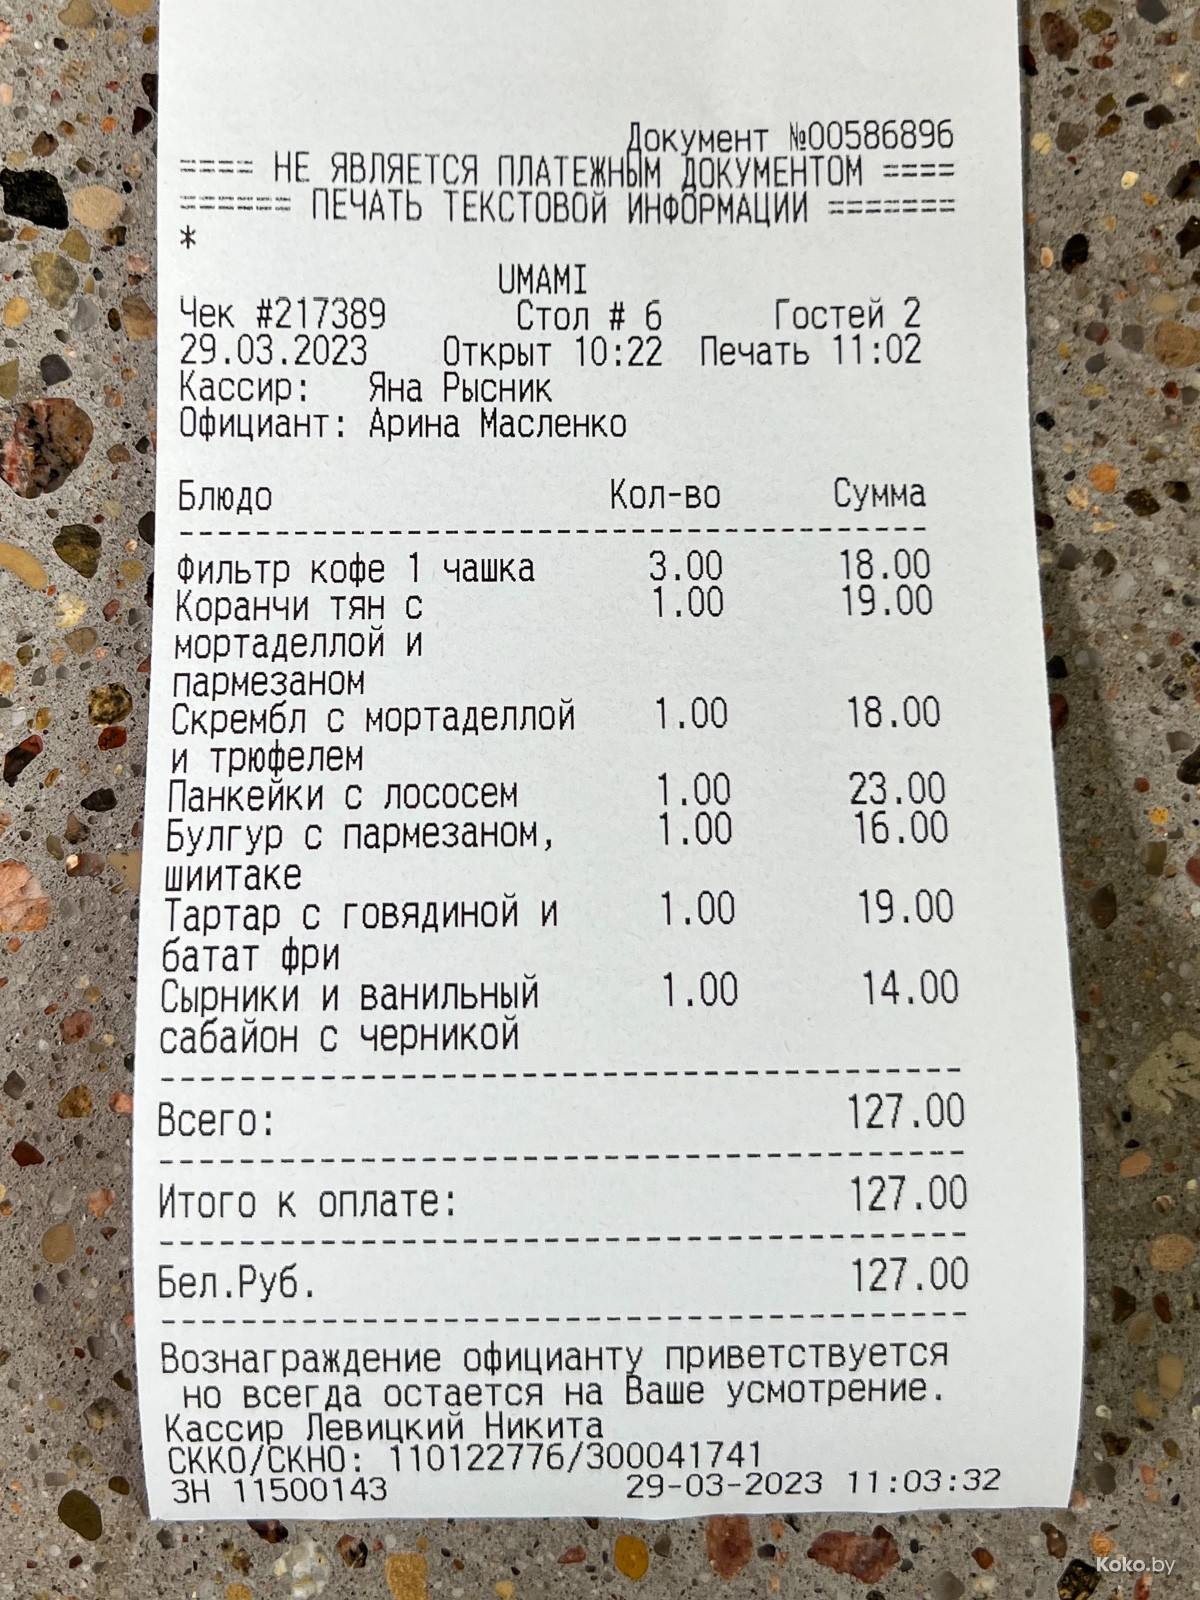 Документ №00586896
==== НЕ ЯВЛЯЕТСЯ ПЛАТЕЖНЫМ ДОКУМЕНТОМ ====
====== ПЕЧАТЬ ТЕКСТОВОЙ ИНФОРМАЦИИ =======
*
UMAMI
Чек #217389 Стол # 6 Гостей 2
29.03.2023 Открыт 10:22 Печать 11:02
Кассир: Яна Рысник
Официант: Арина Масленко
Блюдо Кол-во Сумма
Фильтр кофе 1 чашка 3.00 18.00
Коранчи тян с 1.00 19.00
мортаделлой и
пармезаном
Скрембл с мортаделлой 1.00 18.00
и трюфелем
Панкейки с лососем 1.00 23.00
Булгур с пармезаном, 1.00 16.00
шиитаке
Тартар с говядиной и 1.00 19.00
батат фри
Сырники и ванильный 1.00 14.00
сабайон с черникой
Всего: 127.00
Итого к оплате: 127.00
Бел.Руб. 127.00
Вознаграждение официанту приветствуется
но всегда остается на Ваше усмотрение.
Кассир Левицкий Никита
СККО/СКНО: 110122776/300041741
ЗН 11500143 29-03-2023 11:03:32
Koko.by